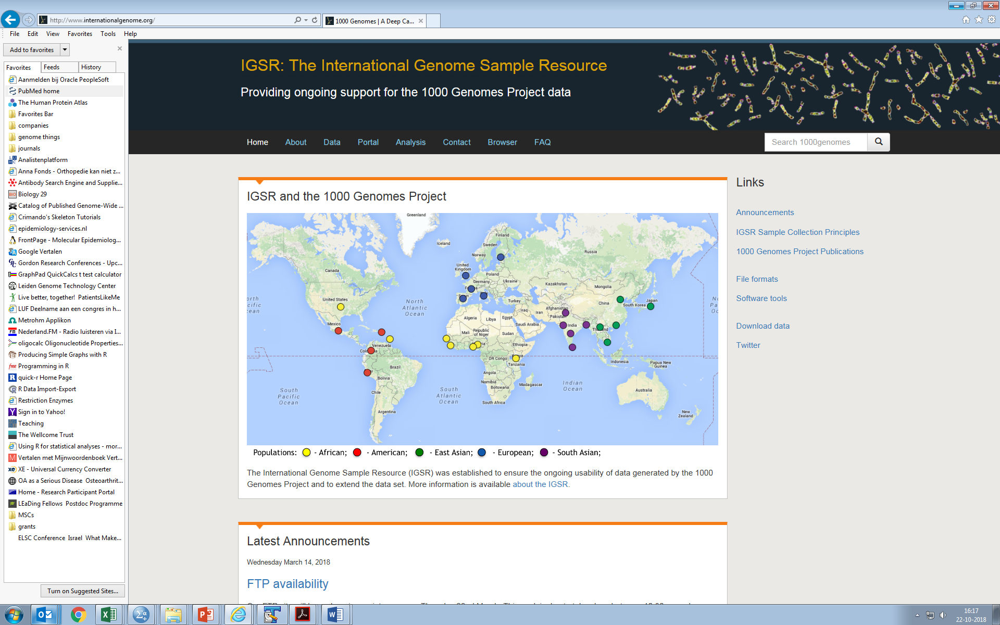 http://www.internationalgenome.org/
1000 Genomes | A Deep Ca...
File Edit View Favorites Tools Help
Add to favorites
Favorites Feeds History
Aanmelden bij Oracle PeopleSoft
PubMed home
The Human Protein Atlas
Favorites Bar
companies
genome things
journals
Analistenplatform
Anna Fonds - Orthopedie kan niet z...
Antibody Search Engine and Supplie...
Biology 29
Catalog of Published Genome-Wide ...
Crimando's Skeleton Tutorials
epidemiology-services.nl
FrontPage - Molecular Epidemiolog...
Google Vertalen
Gordon Research Conferences - Upc...
GraphPad QuickCalcs t test calculator
Leiden Genome Technology Center
Live better, together! PatientsLikeMe
LUF Deelname aan een congres in h...
Metrohm Applikon
Nederland.FM - Radio luisteren via I...
oligocalc Oligonucleotide Properties...
Producing Simple Graphs with R
Programming in R
quick-r Home Page
R Data Import-Export
Restriction Enzymes
Sign in to Yahoo!
Teaching
The Wellcome Trust
Using R for statistical analyses - mor...
Vertalen met Mijnwoordenboek Vert...
XE - Universal Currency Converter
OA as a Serious Disease Osteoarthrit...
Home - Research Participant Portal
LEaDing Fellows Postdoc Programme
MSCs
grants
ELSC Conference Israel What Make...
Turn on Suggested Sites...
IGSR: The International Genome Sample Resource
Providing ongoing support for the 1000 Genomes Project data
Home About Data Portal Analysis Contact Browser FAQ
Search 1000genomes
IGSR and the 1000 Genomes Project
Greenland
Iceland
Finland
Sweden
Norway
Russia
United
Kingdom
Canada
Poland
Germany
Ukraine
Kazakhstan
Mongolia
United States
North
Atlantic
Ocean
Turkey
China
South Korea
Japan
Afghanistan
Iraq
Iran
Pakistan
Algeria
Libya
Egypt
Saudi Arabia
India
Mexico
Mali
Republic
of Niger
Sudan
Ethiopia
Venezuela
DR Congo
Tanzania
Indonesia
Papua New
Guinea
Brazil
Angola
Bolivia
Namibia
Botswana
Madagascar
Indian
Ocean
Australia
South
Pacific
Ocean
Chile
South
Atlantic
Ocean
South Africa
Argentina
New
Zealand
Populations: - African; - American; - East Asian; - European; - South Asian;
The International Genome Sample Resource (IGSR) was established to ensure the ongoing usability of data generated by the 1000
Genomes Project and to extend the data set. More information is available about the IGSR.
Latest Announcements
Wednesday March 14, 2018
FTP availability
Links
Announcements
IGSR Sample Collection Principles
1000 Genomes Project Publications
File formats
Software tools
Download data
Twitter
16:17
22-10-2018